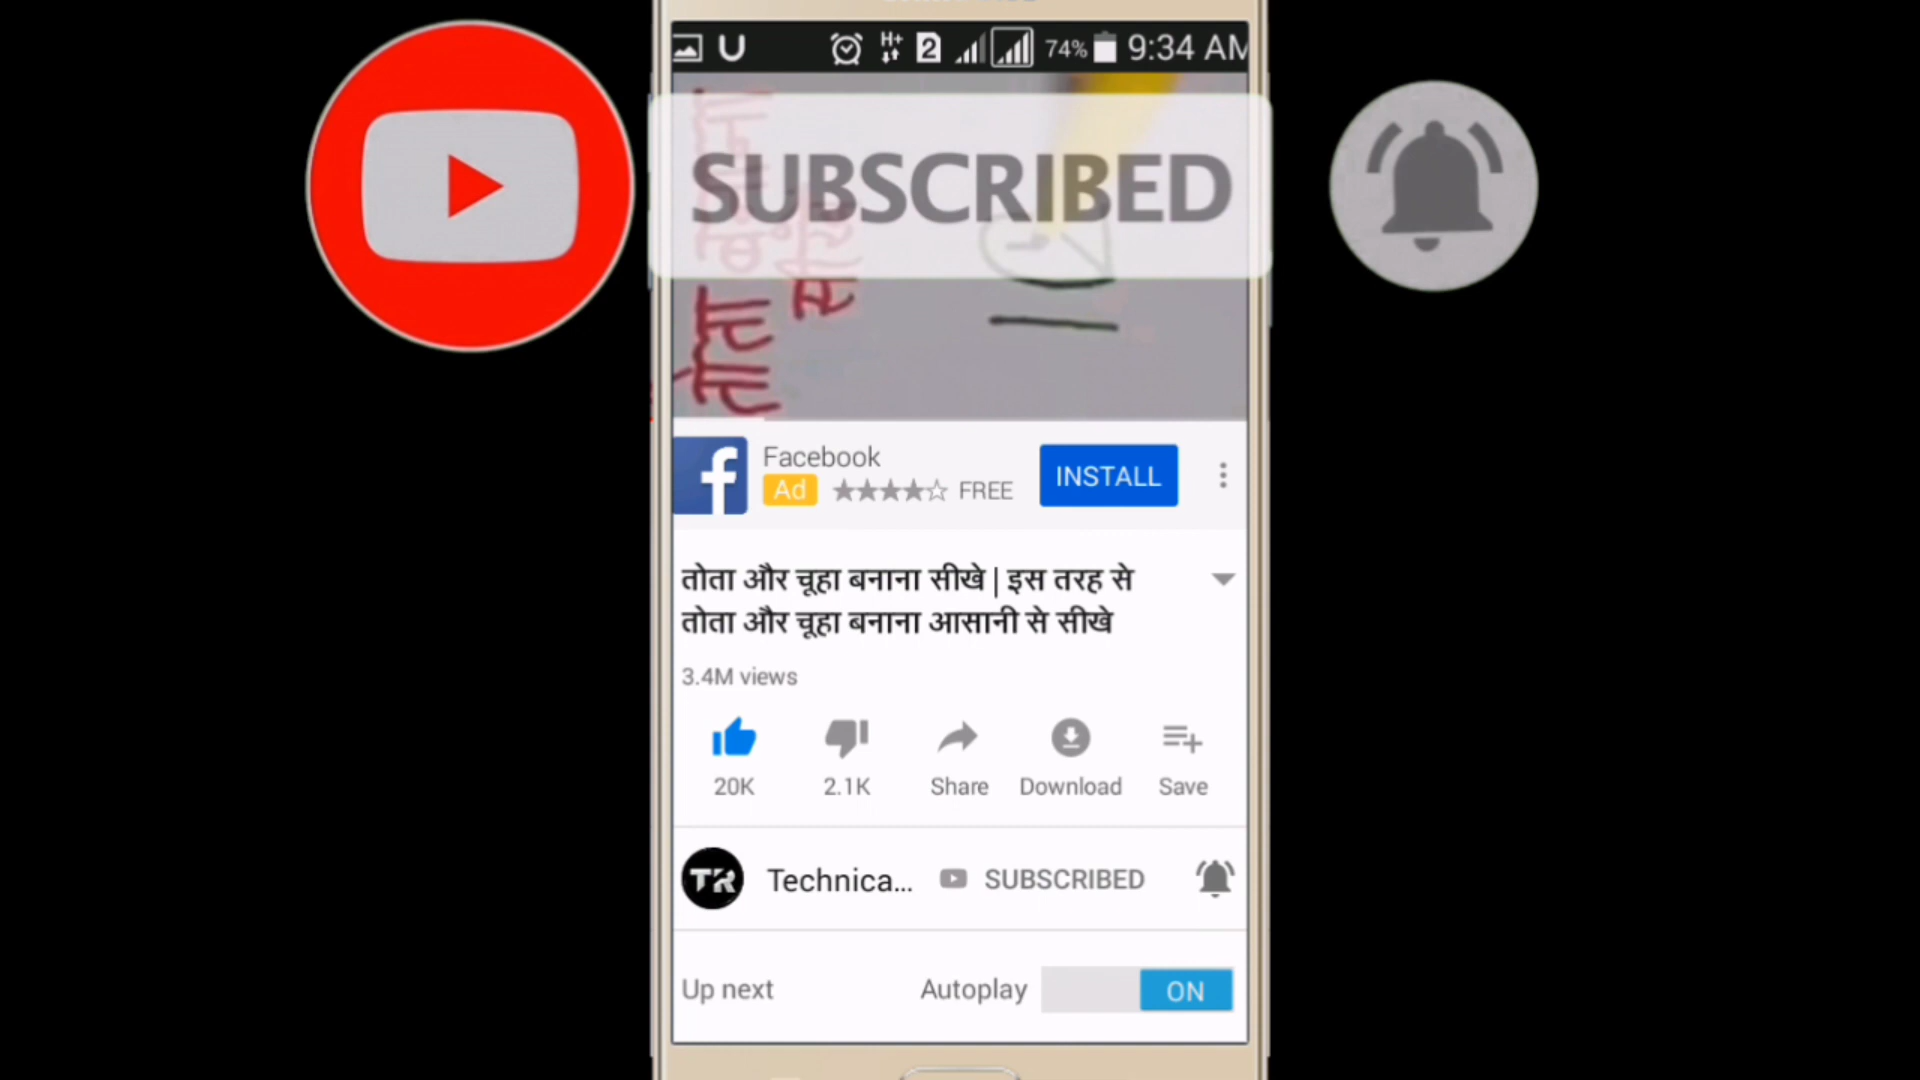 2 74% 9:34 AM
SUBSCRIBED
तोता
Facebook
Ad FREE
INSTALL
तोता और चूहा बनाना सीखे | इस तरह से
तोता और चूहा बनाना आसानी से सीखे
3.4M views
20K 2.1K Share Download Save
TR Technica... SUBSCRIBED
Up next Autoplay ON